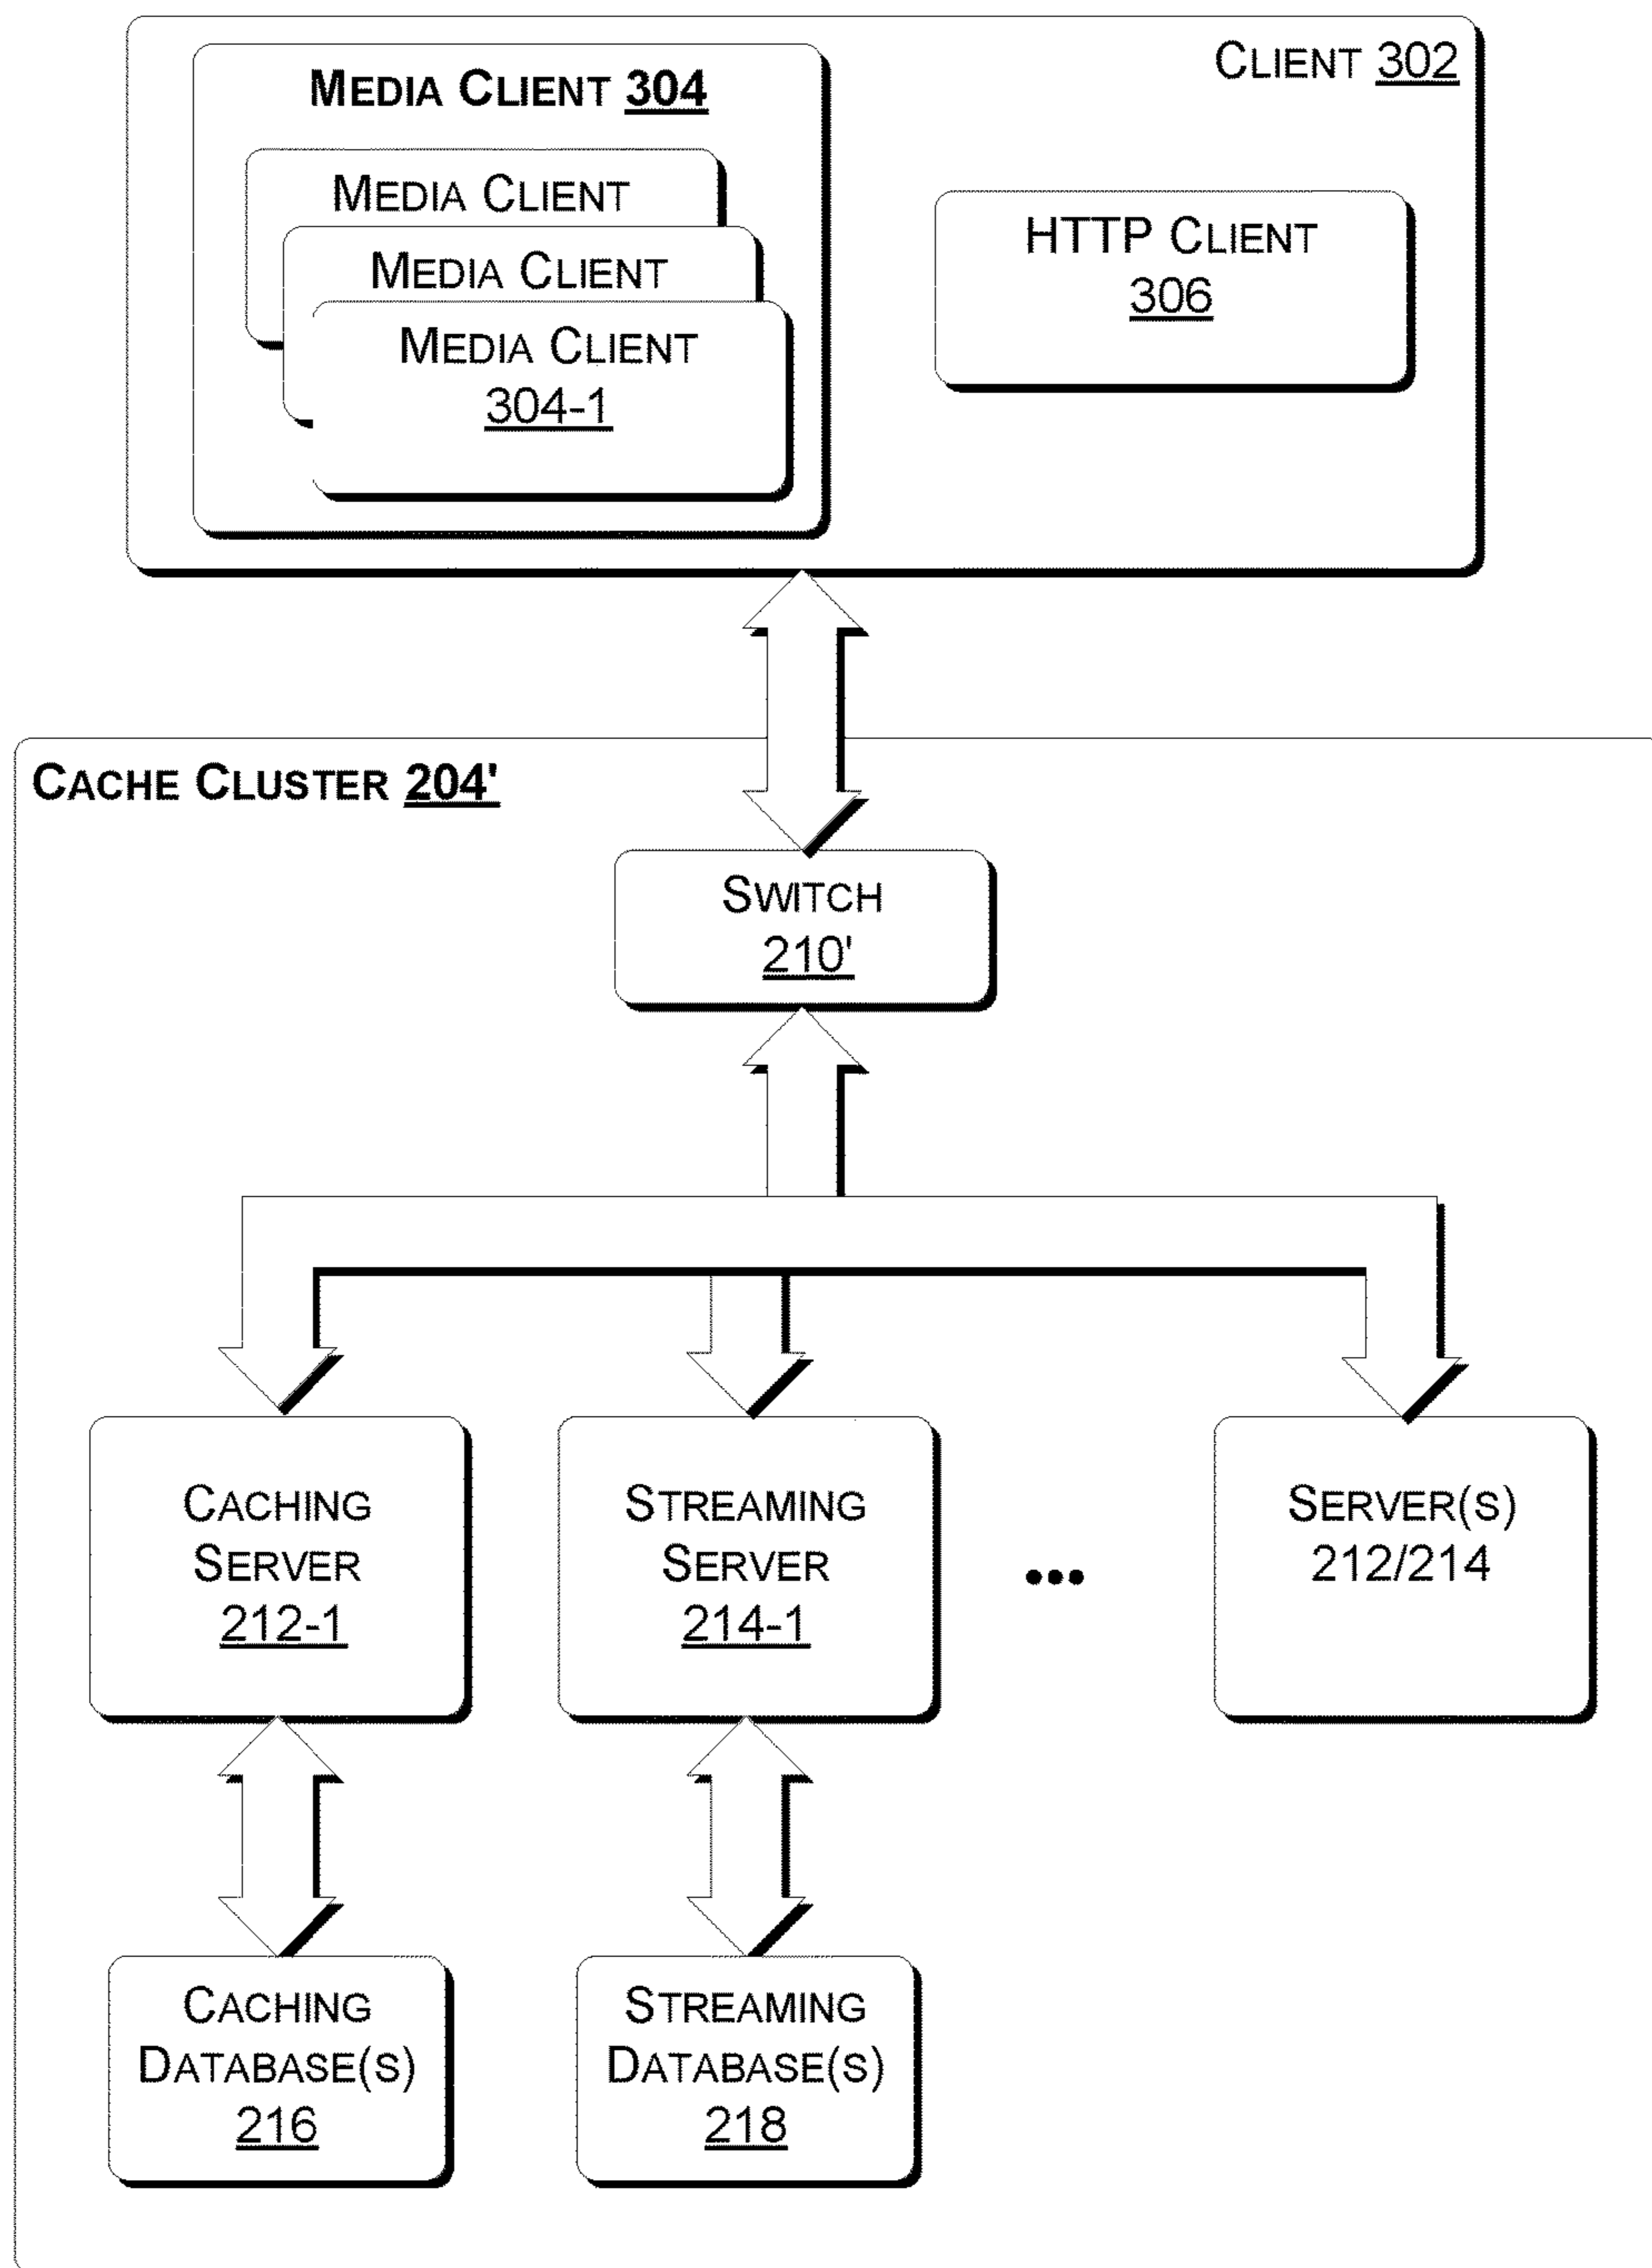 CLIENT 302
MEDIA CLIENT 304
MEDIA CLIENT
MEDIA CLIENT
MEDIA CLIENT
304-1
HTTP CLIENT
306
CACHE CLUSTER 204'
SWITCH
210'
CACHING
SERVER
212-1
STREAMING
SERVER
214-1
•••
SERVER(S)
212/214
CACHING
DATABASE(S)
216
STREAMING
DATABASE(S)
218